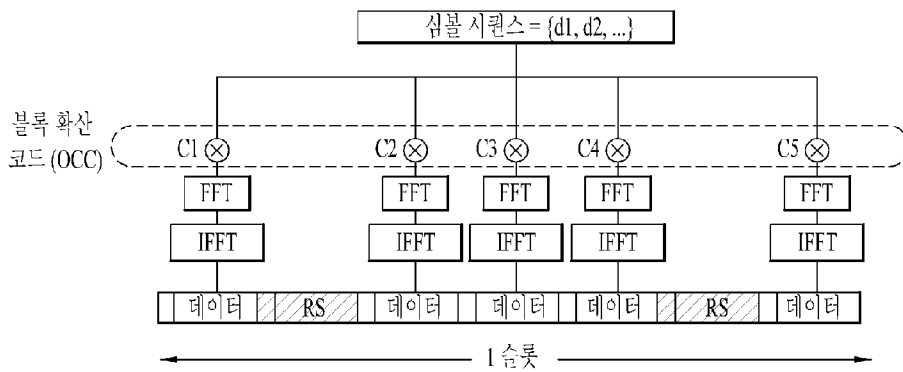 심볼 시퀀스 = {d1, d2, ...}
블록 확산
코드 (OCC)
C1 C2 C3 C4 C5
FFT FFT FFT FFT FFT
IFFT IFFT IFFT IFFT IFFT
데이터 RS 데이터 데이터 데이터 RS 데이터
1 슬롯